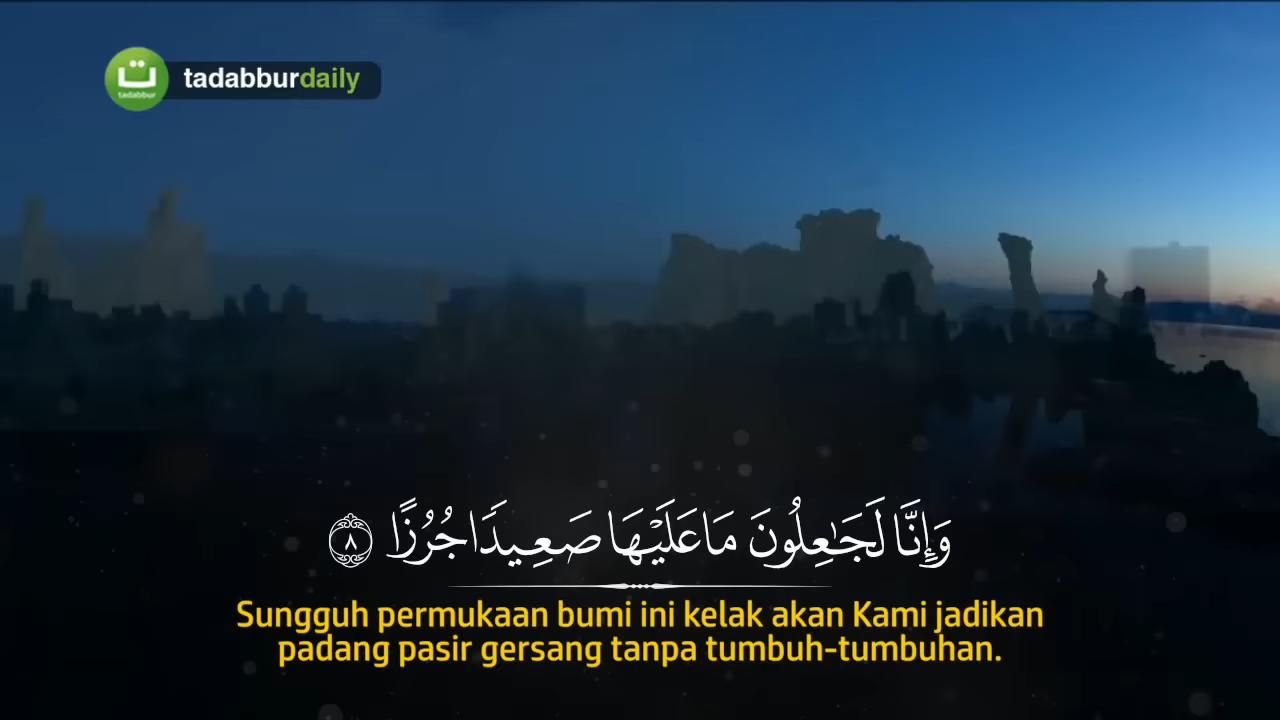 ت
tadabbur
tadabburdaily
وَإِنَّا لَجَٰعِلُونَ مَا عَلَيْهَا صَعِيدًا جُرُزًا ٨
Sungguh permukaan bumi ini kelak akan Kami jadikan
padang pasir gersang tanpa tumbuh-tumbuhan.